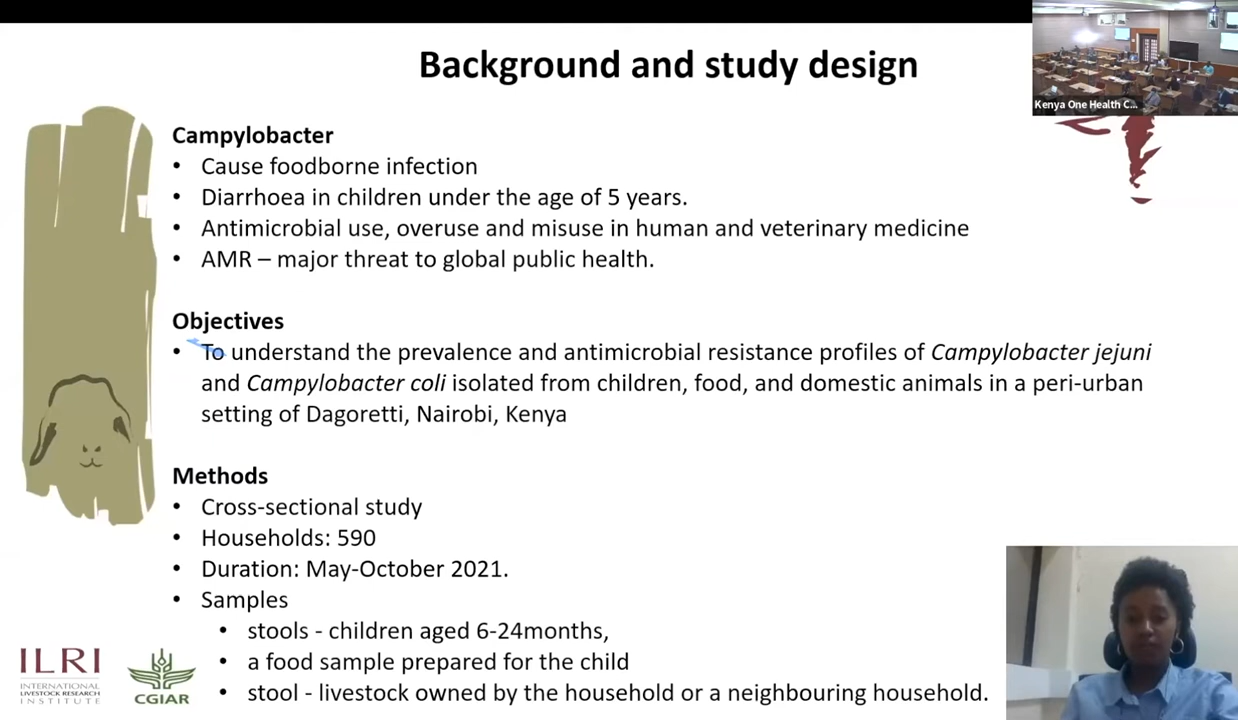 Background and study design
Kenya One Health C...
Campylobacter
• Cause foodborne infection
• Diarrhoea in children under the age of 5 years.
• Antimicrobial use, overuse and misuse in human and veterinary medicine
• AMR – major threat to global public health.
Objectives
• To understand the prevalence and antimicrobial resistance profiles of Campylobacter jejuni
and Campylobacter coli isolated from children, food, and domestic animals in a peri-urban
setting of Dagoretti, Nairobi, Kenya
Methods
• Cross-sectional study
• Households: 590
• Duration: May-October 2021.
• Samples
• stools - children aged 6-24months,
• a food sample prepared for the child
• stool - livestock owned by the household or a neighbouring household.
ILRI
INTERNATIONAL
LIVESTOCK RESEARCH
INSTITUTE
CGIAR